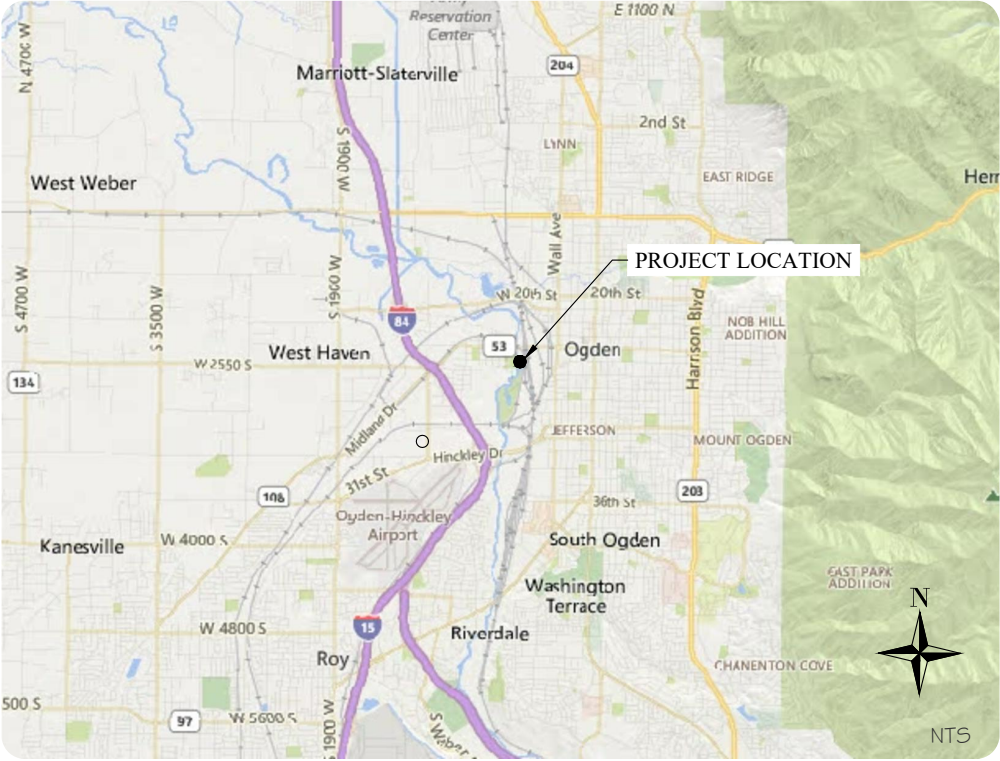 E 1100 N
Reservation
Center
N 4700 W
204
Marriott-Slaterville
2nd St
S 1900 W
LYNN
EAST RIDGE
West Weber
Wall Ave
PROJECT LOCATION
S 4700 W
S 3500 W
S 1900 W
W 20th St
20th St
84
Harrison Blvd
NOB HILL
ADDITION
53
West Haven
Ogden
W 2550 S
134
Midland Dr
JEFFERSON
MOUNT OGDEN
Hinckley Dr
31st St
108
203
36th St
Ogden-Hinckley
Airport
South Ogden
Kanesville
W 4000 S
EAST PARK
ADDITION
Washington
Terrace
N
W 4800 S
15
Riverdale
Roy
CHANENTON COVE
500 S
97
W 5600 S
S 1900 W
S Weber
NTS